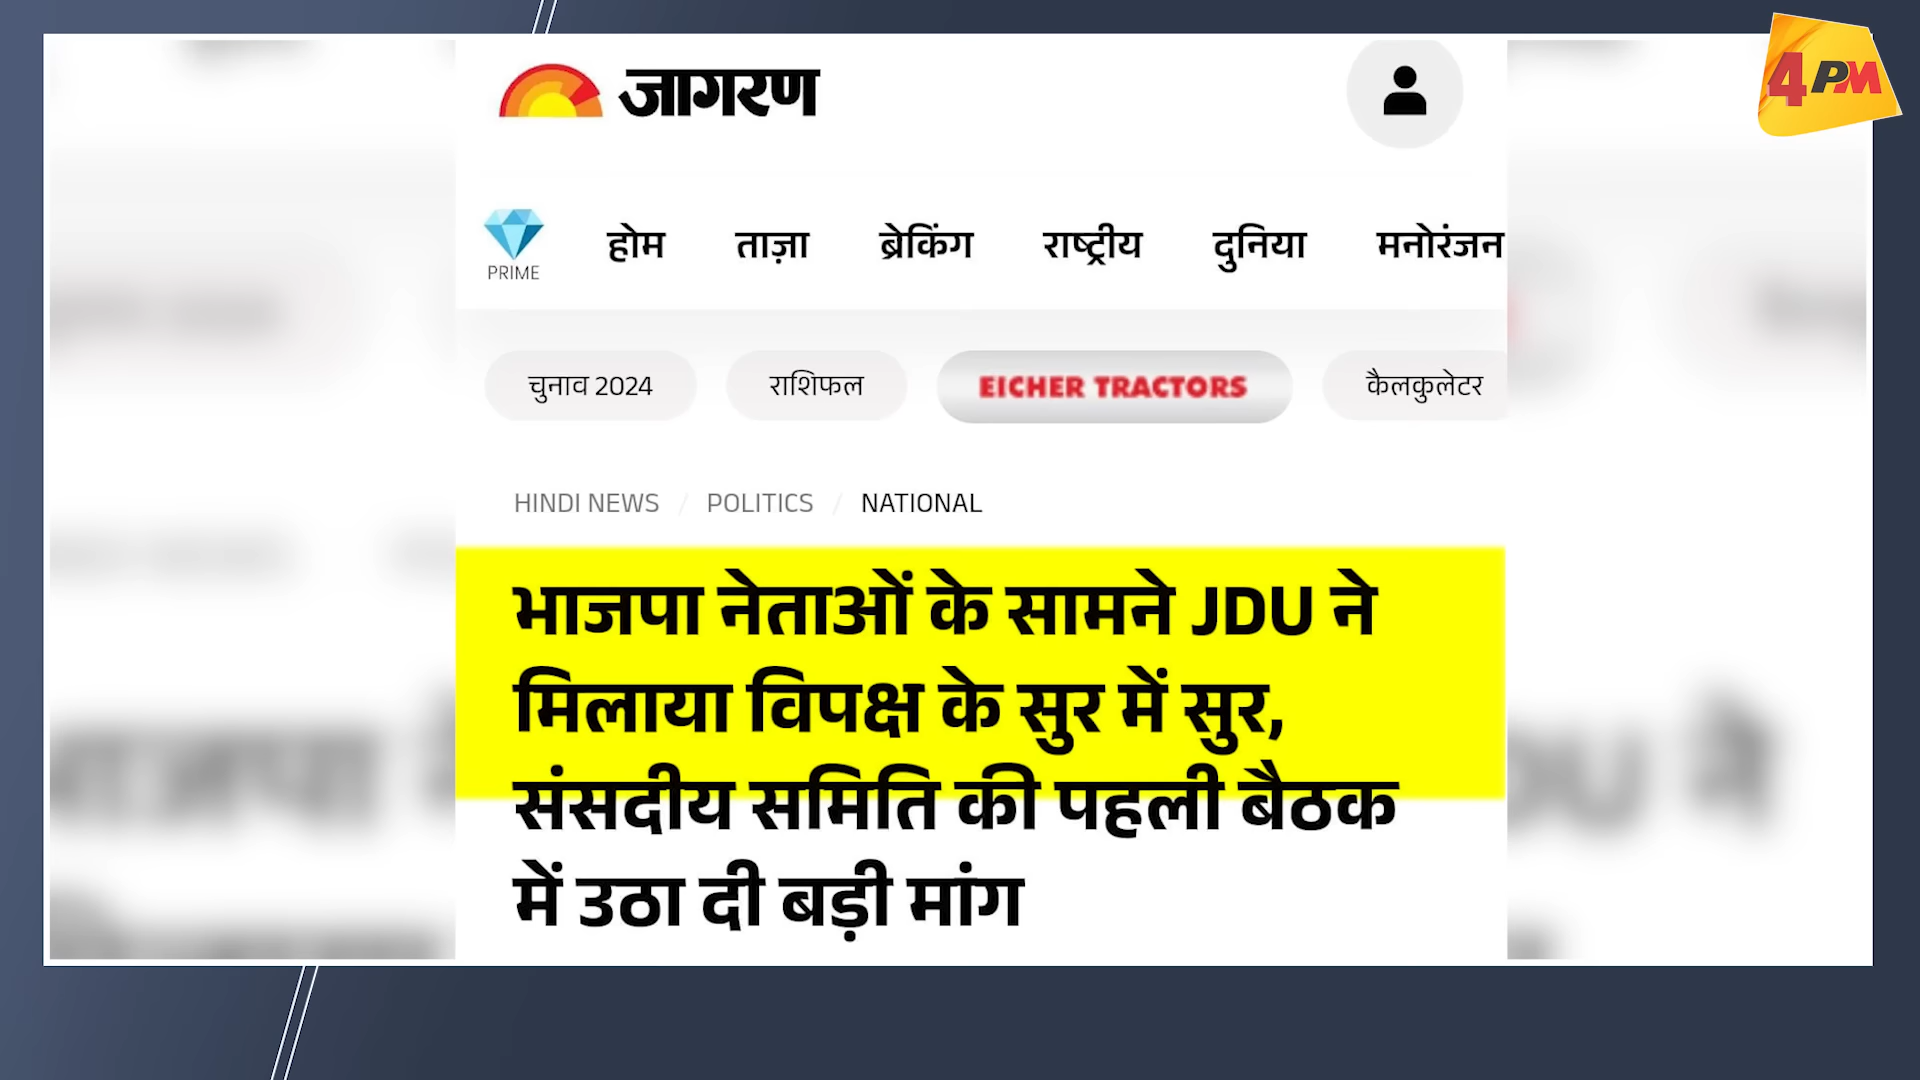 4PM
जागरण
PRIME
होम ताज़ा ब्रेकिंग राष्ट्रीय दुनिया मनोरंजन
चुनाव 2024 राशिफल EICHER TRACTORS कैलकुलेटर
HINDI NEWS / POLITICS / NATIONAL
भाजपा नेताओं के सामने JDU ने
मिलाया विपक्ष के सुर में सुर,
संसदीय समिति की पहली बैठक
में उठा दी बड़ी मांग